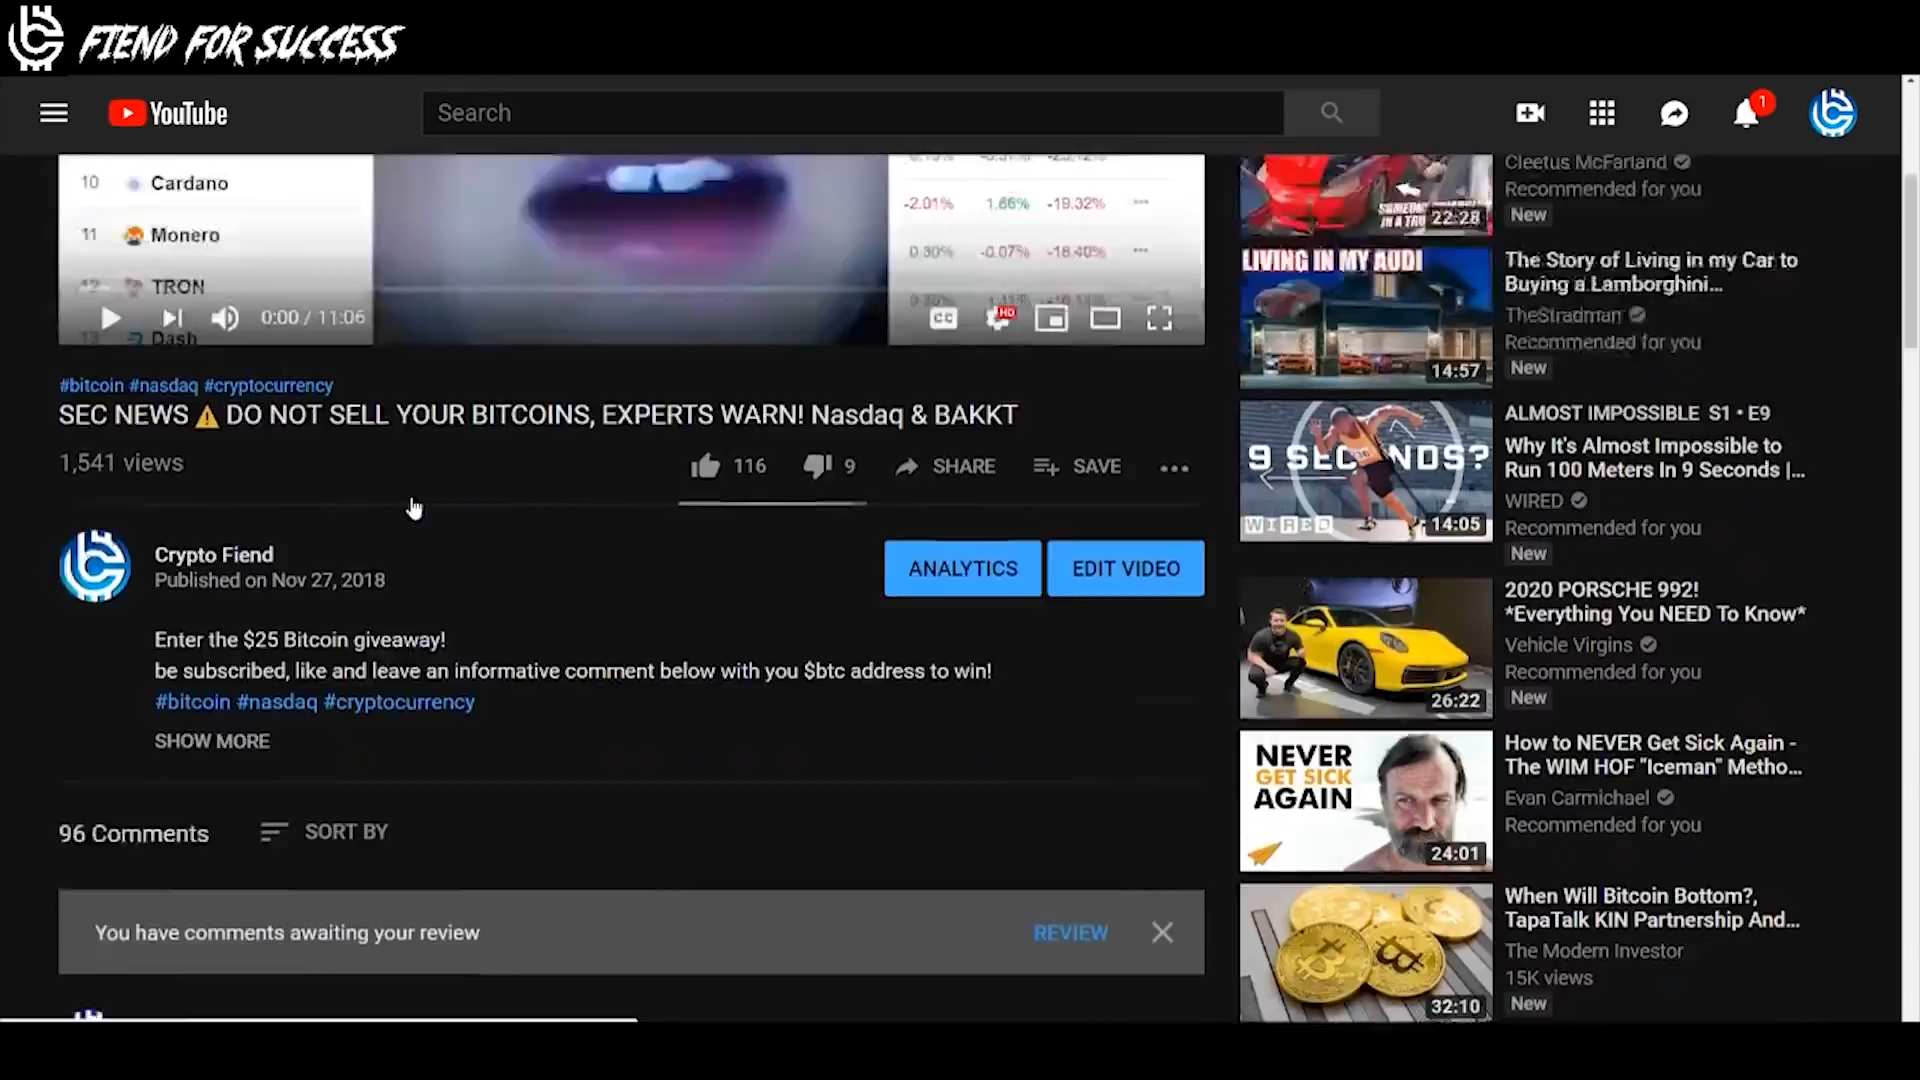 FIEND FOR SUCCESS
YouTube
Search
1
10 Cardano
11 Monero
12 TRON
13 Dash
-2.01% 1.66% -19.32%
0.30% -0.07% -16.40%
0:00 / 11:06
CC
HD
#bitcoin #nasdaq #cryptocurrency
SEC NEWS ⚠ DO NOT SELL YOUR BITCOINS, EXPERTS WARN! Nasdaq & BAKKT
1,541 views
116
9
SHARE
SAVE
Crypto Fiend
Published on Nov 27, 2018
ANALYTICS
EDIT VIDEO
Enter the $25 Bitcoin giveaway!
be subscribed, like and leave an informative comment below with you $btc address to win!
#bitcoin #nasdaq #cryptocurrency
SHOW MORE
96 Comments
SORT BY
You have comments awaiting your review
REVIEW
22:28
Cleetus McFarland
Recommended for you
New
LIVING IN MY AUDI
14:57
The Story of Living in my Car to
Buying a Lamborghini...
TheStradman
Recommended for you
New
9 SECONDS?
WIRED
14:05
ALMOST IMPOSSIBLE S1 • E9
Why It's Almost Impossible to
Run 100 Meters In 9 Seconds |...
WIRED
Recommended for you
New
26:22
2020 PORSCHE 992!
*Everything You NEED To Know*
Vehicle Virgins
Recommended for you
New
NEVER
GET SICK
AGAIN
24:01
How to NEVER Get Sick Again -
The WIM HOF "Iceman" Metho...
Evan Carmichael
Recommended for you
32:10
When Will Bitcoin Bottom?,
TapaTalk KIN Partnership And...
The Modern Investor
15K views
New